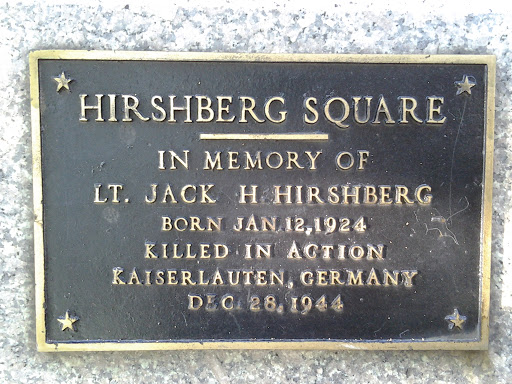 HIRSHBERG SQUARE
IN MEMORY OF
LT. JACK H HIRSHBERG
BORN JAN. 12, 1924
KILLED IN ACTION
KAISERLAUTEN, GERMANY
DEC. 28, 1944